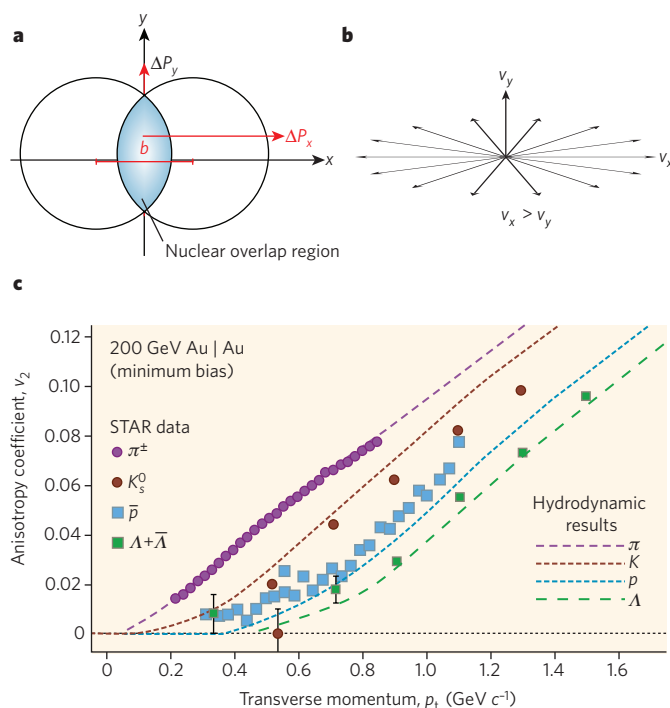 a
y
ΔP_y
b
ΔP_x
x
Nuclear overlap region
b
v_y
v_y
v_x > v_y
c
0.12
0.10
0.08
0.06
0.04
0.02
0
Anisotropy coefficient, v_2
200 GeV Au | Au
(minimum bias)
STAR data
π^±
K_s^0
p̄
Λ+Λ̄
Hydrodynamic
results
π
K
p
Λ
0 0.2 0.4 0.6 0.8 1.0 1.2 1.4 1.6
Transverse momentum, p_t (GeV c^–1)